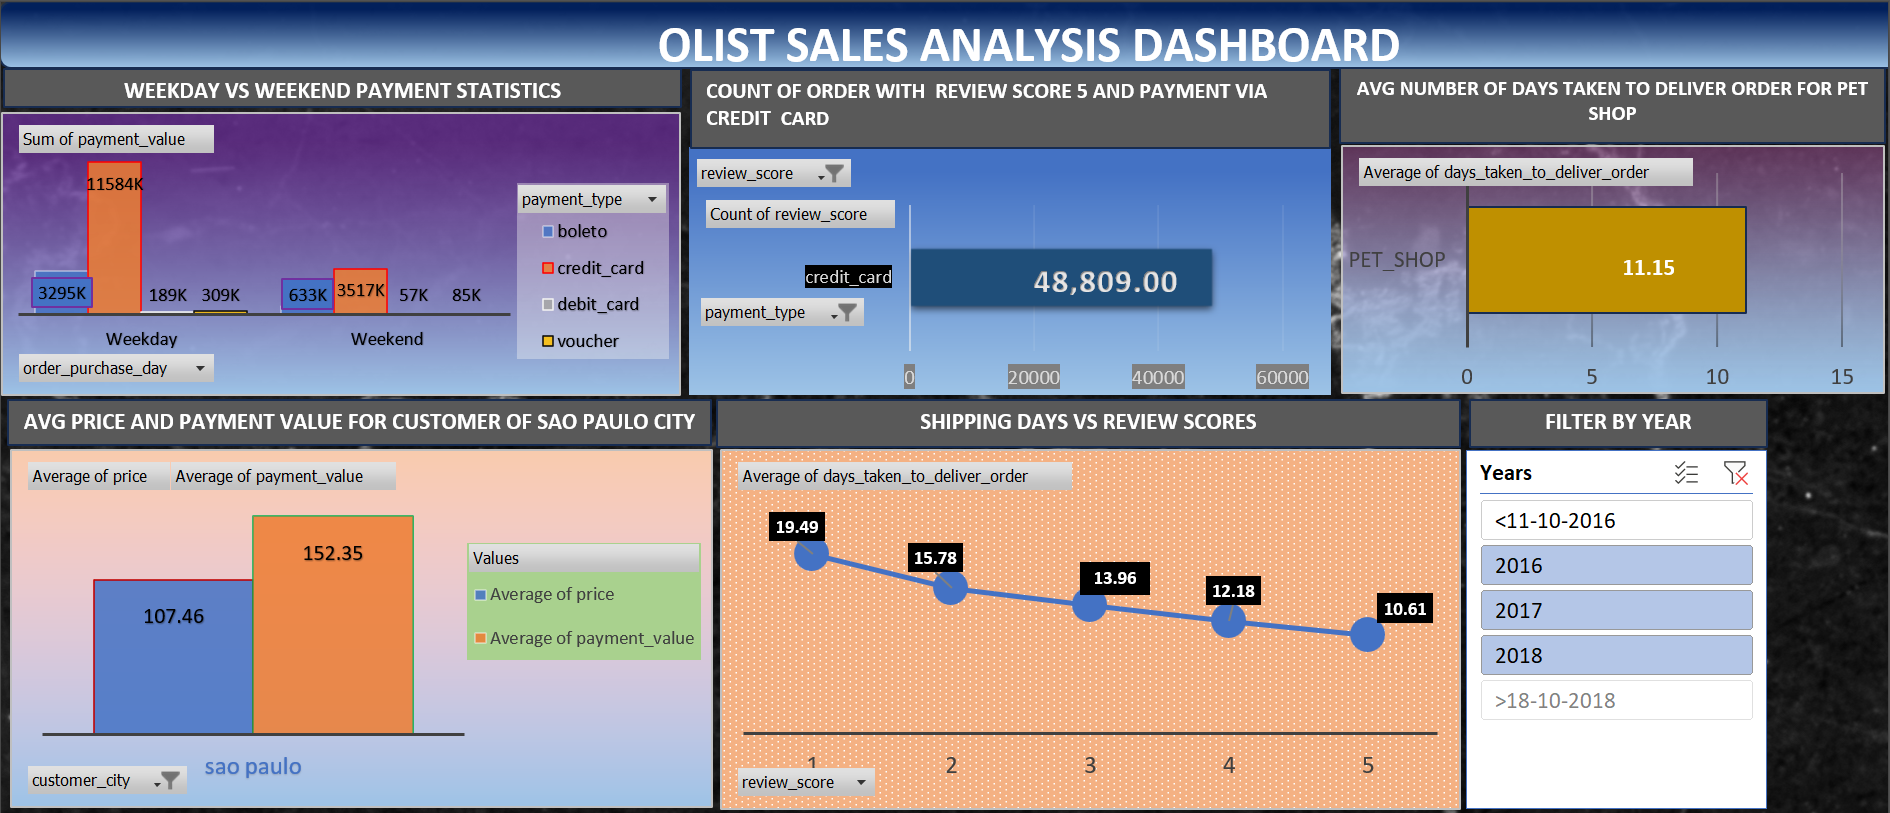 OLIST SALES ANALYSIS DASHBOARD
WEEKDAY VS WEEKEND PAYMENT STATISTICS
Sum of payment_value
11584K
3295K
189K
309K
633K
3517K
57K
85K
Weekday
Weekend
order_purchase_day
payment_type
boleto
credit_card
debit_card
voucher
COUNT OF ORDER WITH REVIEW SCORE 5 AND PAYMENT VIA
CREDIT CARD
review_score
Count of review_score
credit_card
48,809.00
payment_type
0
20000
40000
60000
AVG NUMBER OF DAYS TAKEN TO DELIVER ORDER FOR PET
SHOP
Average of days_taken_to_deliver_order
PET_SHOP
11.15
0
5
10
15
AVG PRICE AND PAYMENT VALUE FOR CUSTOMER OF SAO PAULO CITY
Average of price
Average of payment_value
107.46
152.35
Values
Average of price
Average of payment_value
sao paulo
customer_city
SHIPPING DAYS VS REVIEW SCORES
Average of days_taken_to_deliver_order
19.49
15.78
13.96
12.18
10.61
1
2
3
4
5
review_score
FILTER BY YEAR
Years
<11-10-2016
2016
2017
2018
>18-10-2018